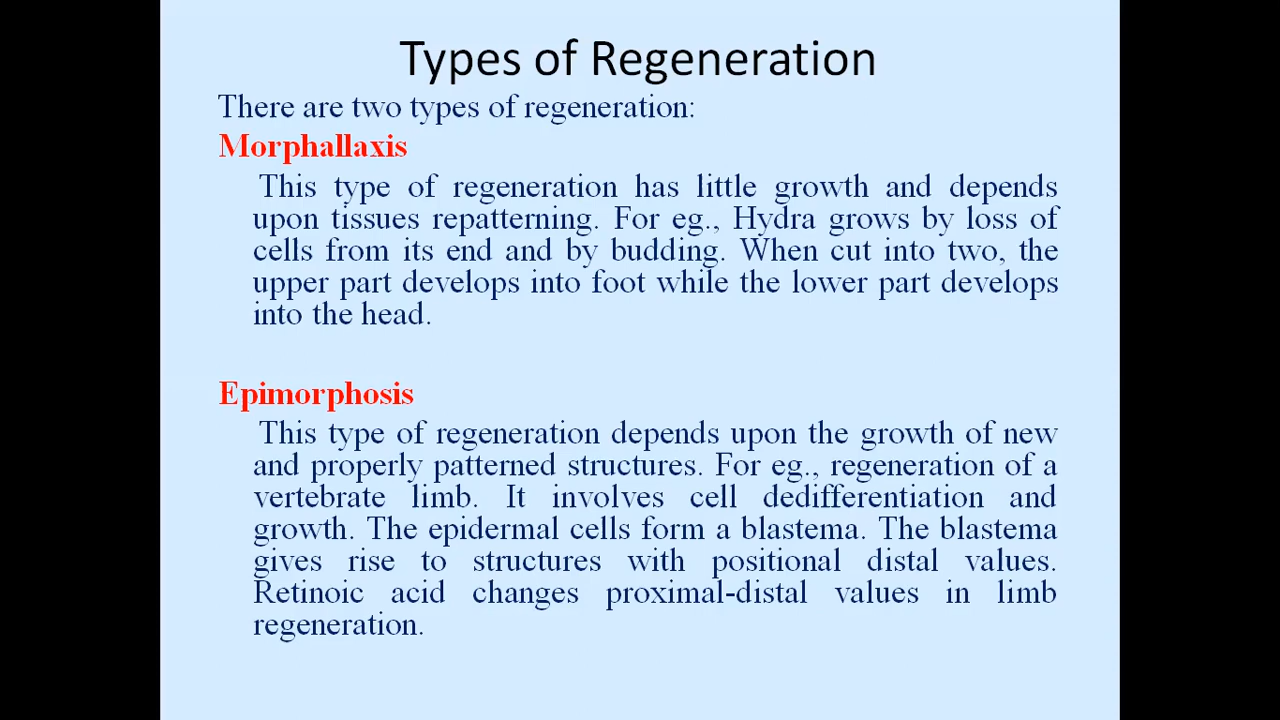 Types of Regeneration
There are two types of regeneration:
Morphallaxis
This type of regeneration has little growth and depends
upon tissues repatterning. For eg., Hydra grows by loss of
cells from its end and by budding. When cut into two, the
upper part develops into foot while the lower part develops
into the head.
Epimorphosis
This type of regeneration depends upon the growth of new
and properly patterned structures. For eg., regeneration of a
vertebrate limb. It involves cell dedifferentiation and
growth. The epidermal cells form a blastema. The blastema
gives rise to structures with positional distal values.
Retinoic acid changes proximal-distal values in limb
regeneration.